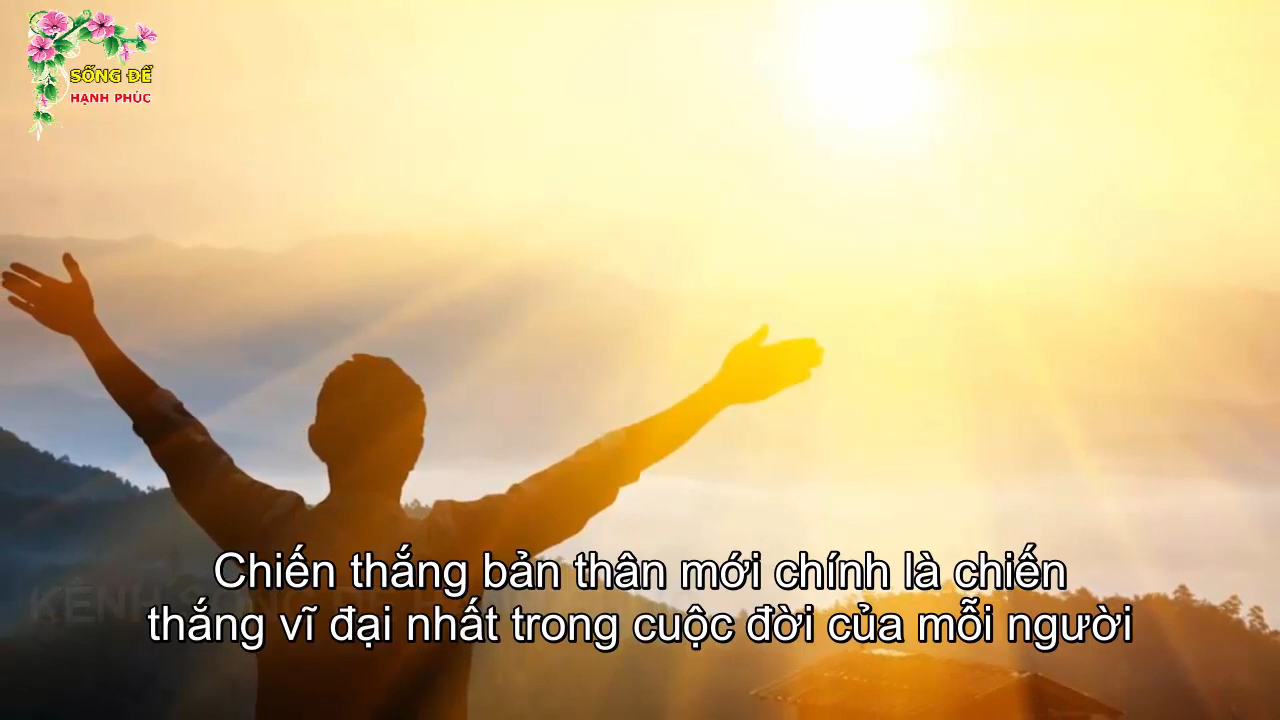 SỐNG ĐỂ
HẠNH PHÚC
Chiến thắng bản thân mới chính là chiến
thắng vĩ đại nhất trong cuộc đời của mỗi người